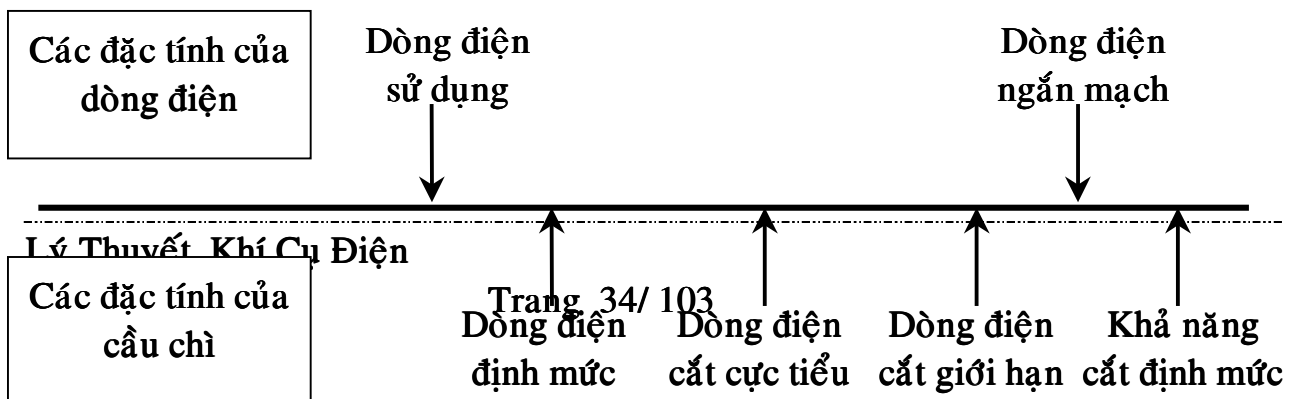 Các đặc tính của
dòng điện
Dòng điện
sử dụng
Dòng điện
ngắn mạch
Lý Thuyết Khí Cụ Điện
Các đặc tính của
cầu chì
Trang 34/ 103
Dòng điện
định mức
Dòng điện
cắt cực tiểu
Dòng điện
cắt giới hạn
Khả năng
cắt định mức